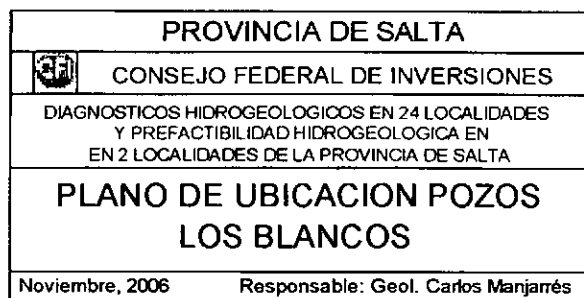 PROVINCIA DE SALTA
CONSEJO FEDERAL DE INVERSIONES
DIAGNOSTICOS HIDROGEOLOGICOS EN 24 LOCALIDADES
Y PREFACTIBILIDAD HIDROGEOLOGICA EN
EN 2 LOCALIDADES DE LA PROVINCIA DE SALTA
PLANO DE UBICACION POZOS
LOS BLANCOS
Noviembre, 2006 Responsable: Geol. Carlos Manjarrés